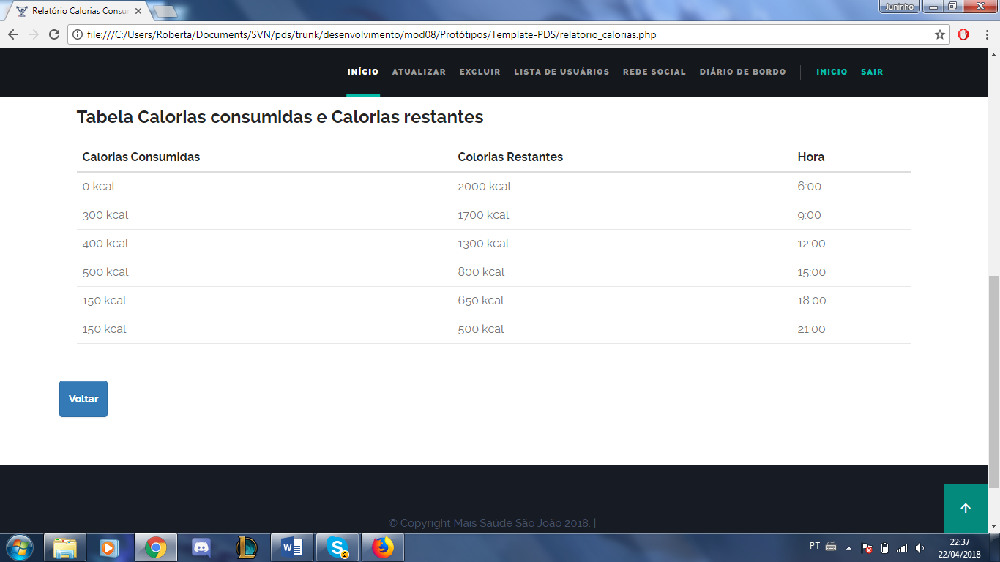 Relatório Calorias Consu
Juninho
file:///C:/Users/Roberta/Documents/SVN/pds/trunk/desenvolvimento/mod08/Protótipos/Template-PDS/relatorio_calorias.php
INÍCIO ATUALIZAR EXCLUIR LISTA DE USUÁRIOS REDE SOCIAL DIÁRIO DE BORDO INICIO SAIR
Tabela Calorias consumidas e Calorias restantes
Calorias Consumidas Colorias Restantes Hora
0 kcal 2000 kcal 6:00
300 kcal 1700 kcal 9:00
400 kcal 1300 kcal 12:00
500 kcal 800 kcal 15:00
150 kcal 650 kcal 18:00
150 kcal 500 kcal 21:00
Voltar
© Copyright Mais Saúde São João 2018. |
2
PT
22:37
22/04/2018